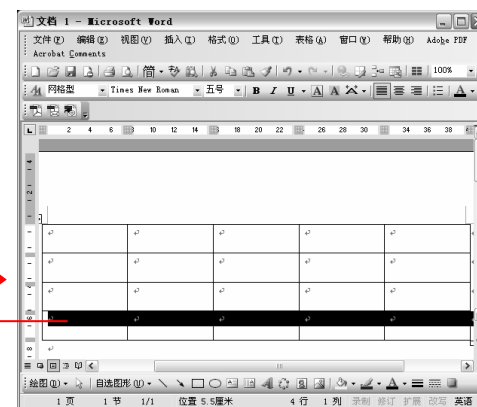 文档 1 - Microsoft Word
文件(F) 编辑(E) 视图(V) 插入(I) 格式(O) 工具(T) 表格(A) 窗口(W) 帮助(H) Adobe PDF
Acrobat Comments
简 100%
网格型 Times New Roman 五号 B I U A A A
L 2 4 6 10 12 14 18 20 22 26 28 30 34 36 38
绘图(D) 自选图形(U)
1 页 1 节 1/1 位置 5.5厘米 4 行 1 列 录制 修订 扩展 改写 英语